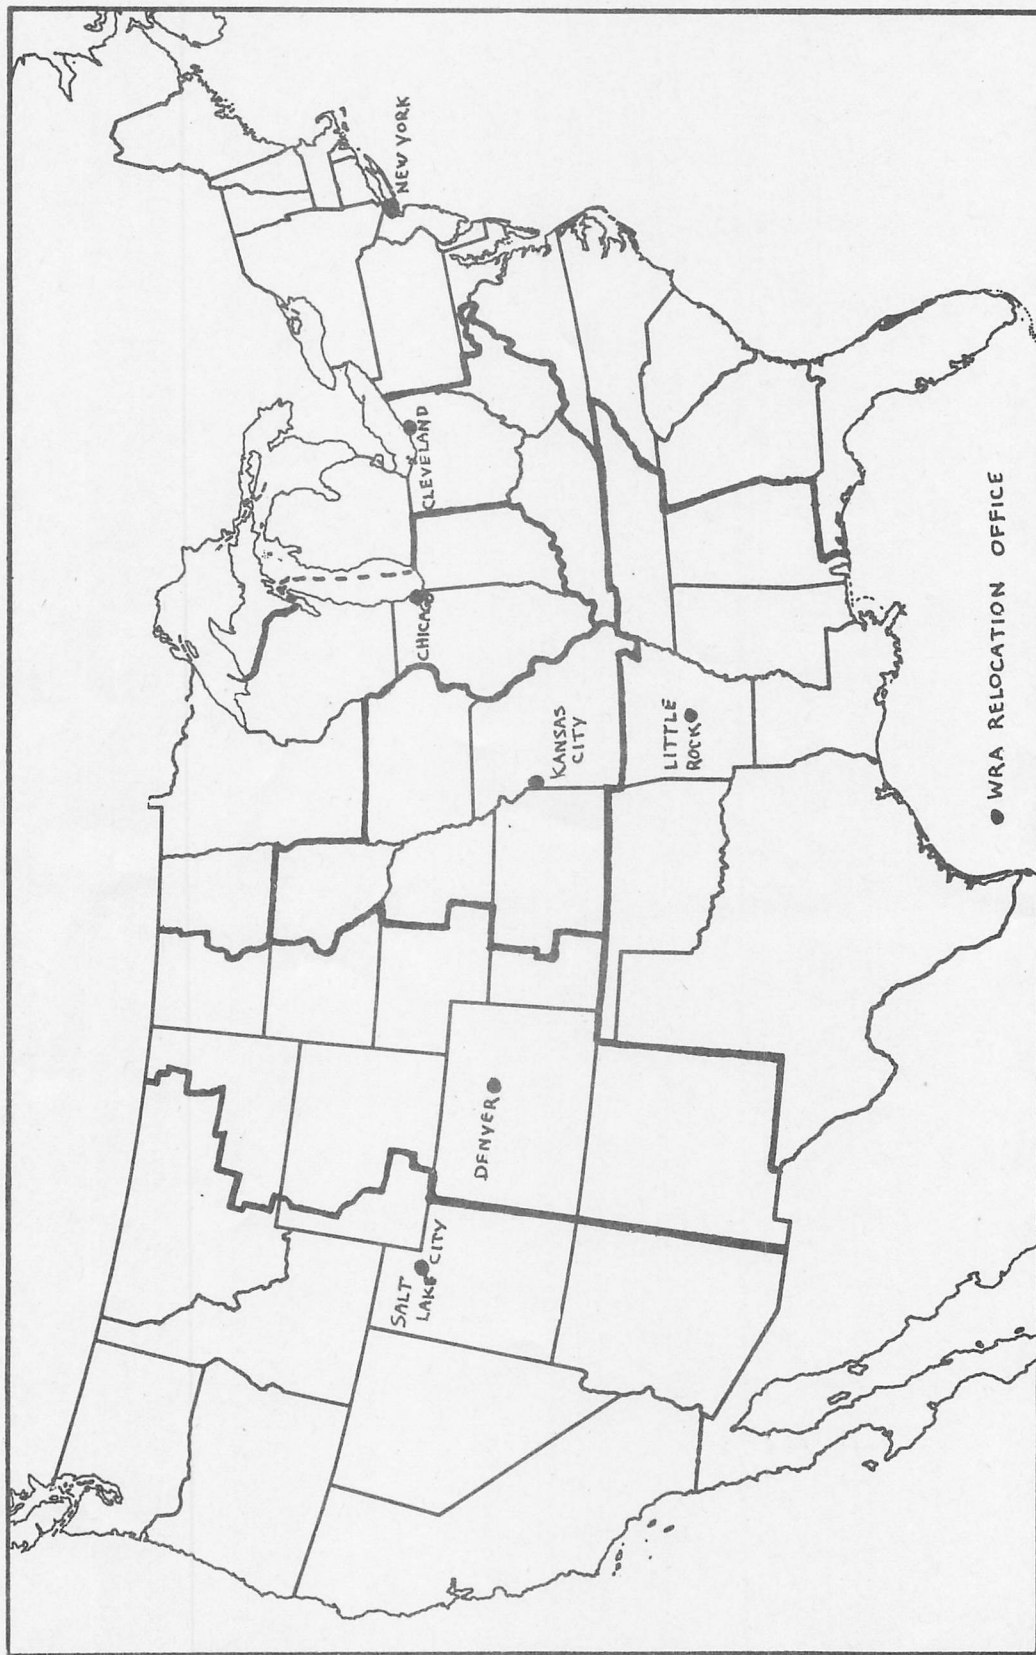 NEW YORK
CLEVELAND
CHICAGO
KANSAS
CITY
LITTLE
ROCK
DENVER
SALT
LAKE CITY
WRA RELOCATION OFFICE